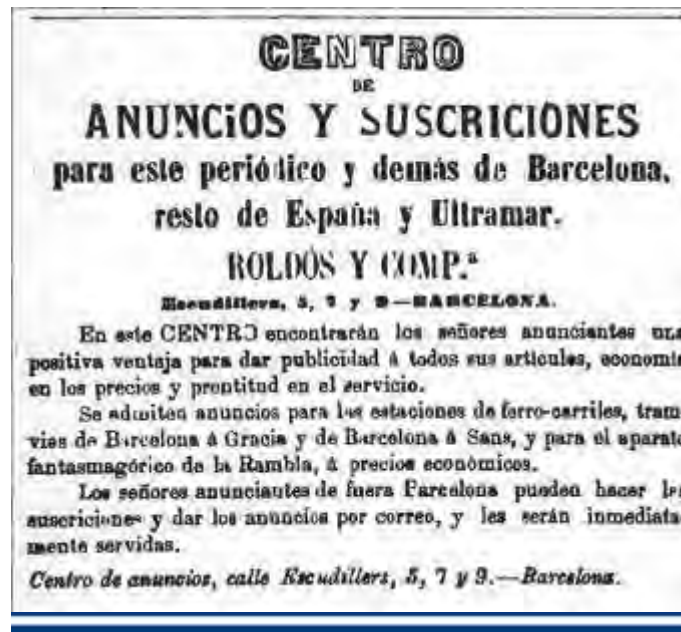 CENTRO
DE
ANUNCiOS Y SUSCRICIONES
para este periódico y demás de Barcelona,
resto de España y Ultramar.
ROLDÓS Y COMP.ª
Escudillers, 5, 7 y 9—BARCELONA.
En este CENTRO encontrarán los señores anunciantes una
positiva ventaja para dar publicidad á todos sus articules, economia
en los precios y prontitud en el servicio.
Se admiten anuncios para las estaciones de ferro-carriles, tram
vias de Barcelona á Gracia y de Barcelona á Sans, y para el aparato
fantasmagórico de la Rambla, á precios económicos.
Los señores anunciantes de fuera Barcelona pueden hacer las
suscriciones y dar los anuncios por correo, y les serán inmediata
mente servidas.
Centro de anuncios, calle Escudillers, 5, 7 y 9.—Barcelona.